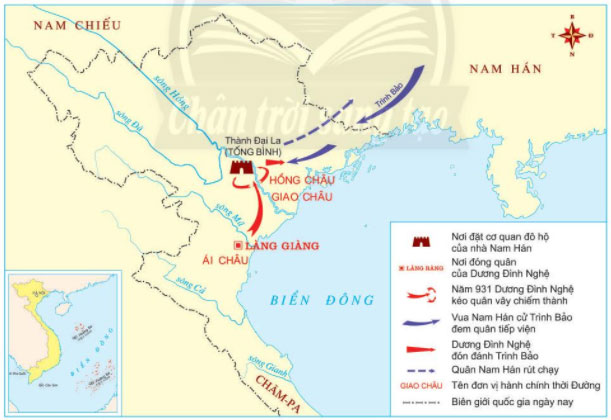 NAM CHIẾU
NAM HÁN
B
T
Đ
N
sông Hồng
sông Đà
Chân trời sáng tạo
Trình Bảo
Thành Đại La
(TỐNG BÌNH)
HỒNG CHÂU
GIAO CHÂU
sông Mã
LÀNG GIÀNG
ÁI CHÂU
sông Cả
BIỂN ĐÔNG
sông Gianh
CHĂM-PA
BIỂN ĐÔNG
Nơi đặt cơ quan đô hộ
của nhà Nam Hán
LÀNG RÀNG
Nơi đóng quân
của Dương Đình Nghệ
Năm 931 Dương Đình Nghệ
kéo quân vây chiếm thành
Vua Nam Hán cử Trình Bảo
đem quân tiếp viện
Dương Đình Nghệ
đón đánh Trình Bảo
Quân Nam Hán rút chạy
GIAO CHÂU
Tên đơn vị hành chính thời Đường
Biên giới quốc gia ngày nay